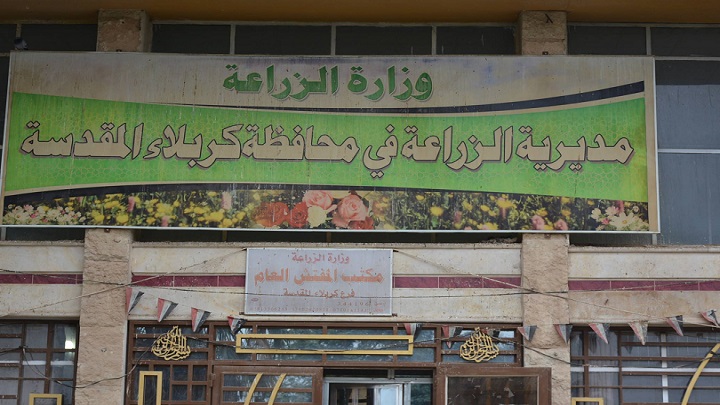 وزارة الزراعة
مديرية الزراعة في محافظة كربلاء المقدسة
وزارة الزراعة
مكتب المفتش العام
فرع كربلاء المقدسة